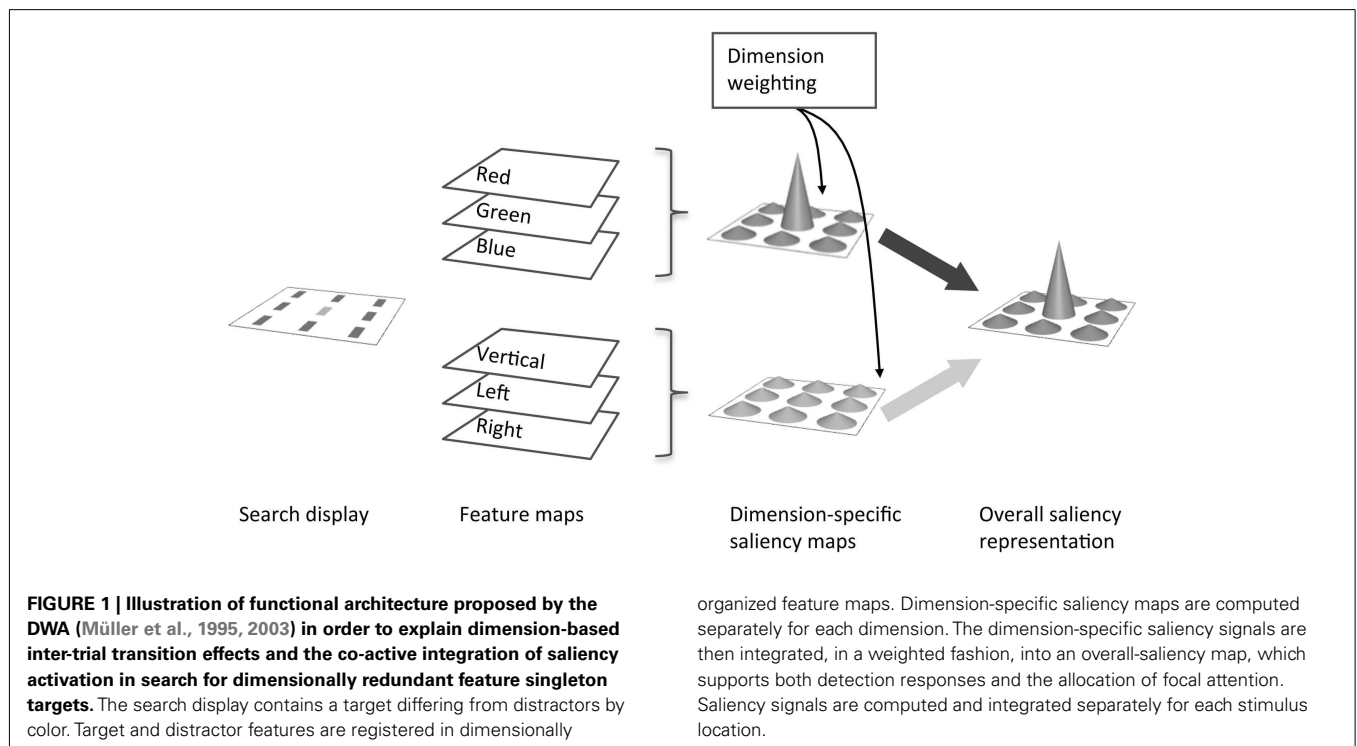 Dimension
weighting
Red
Green
Blue
Vertical
Left
Right
Search display
Feature maps
Dimension-specific
saliency maps
Overall saliency
representation
FIGURE 1 | Illustration of functional architecture proposed by the
DWA (Müller et al., 1995, 2003) in order to explain dimension-based
inter-trial transition effects and the co-active integration of saliency
activation in search for dimensionally redundant feature singleton
targets. The search display contains a target differing from distractors by
color. Target and distractor features are registered in dimensionally
organized feature maps. Dimension-specific saliency maps are computed
separately for each dimension. The dimension-specific saliency signals are
then integrated, in a weighted fashion, into an overall-saliency map, which
supports both detection responses and the allocation of focal attention.
Saliency signals are computed and integrated separately for each stimulus
location.